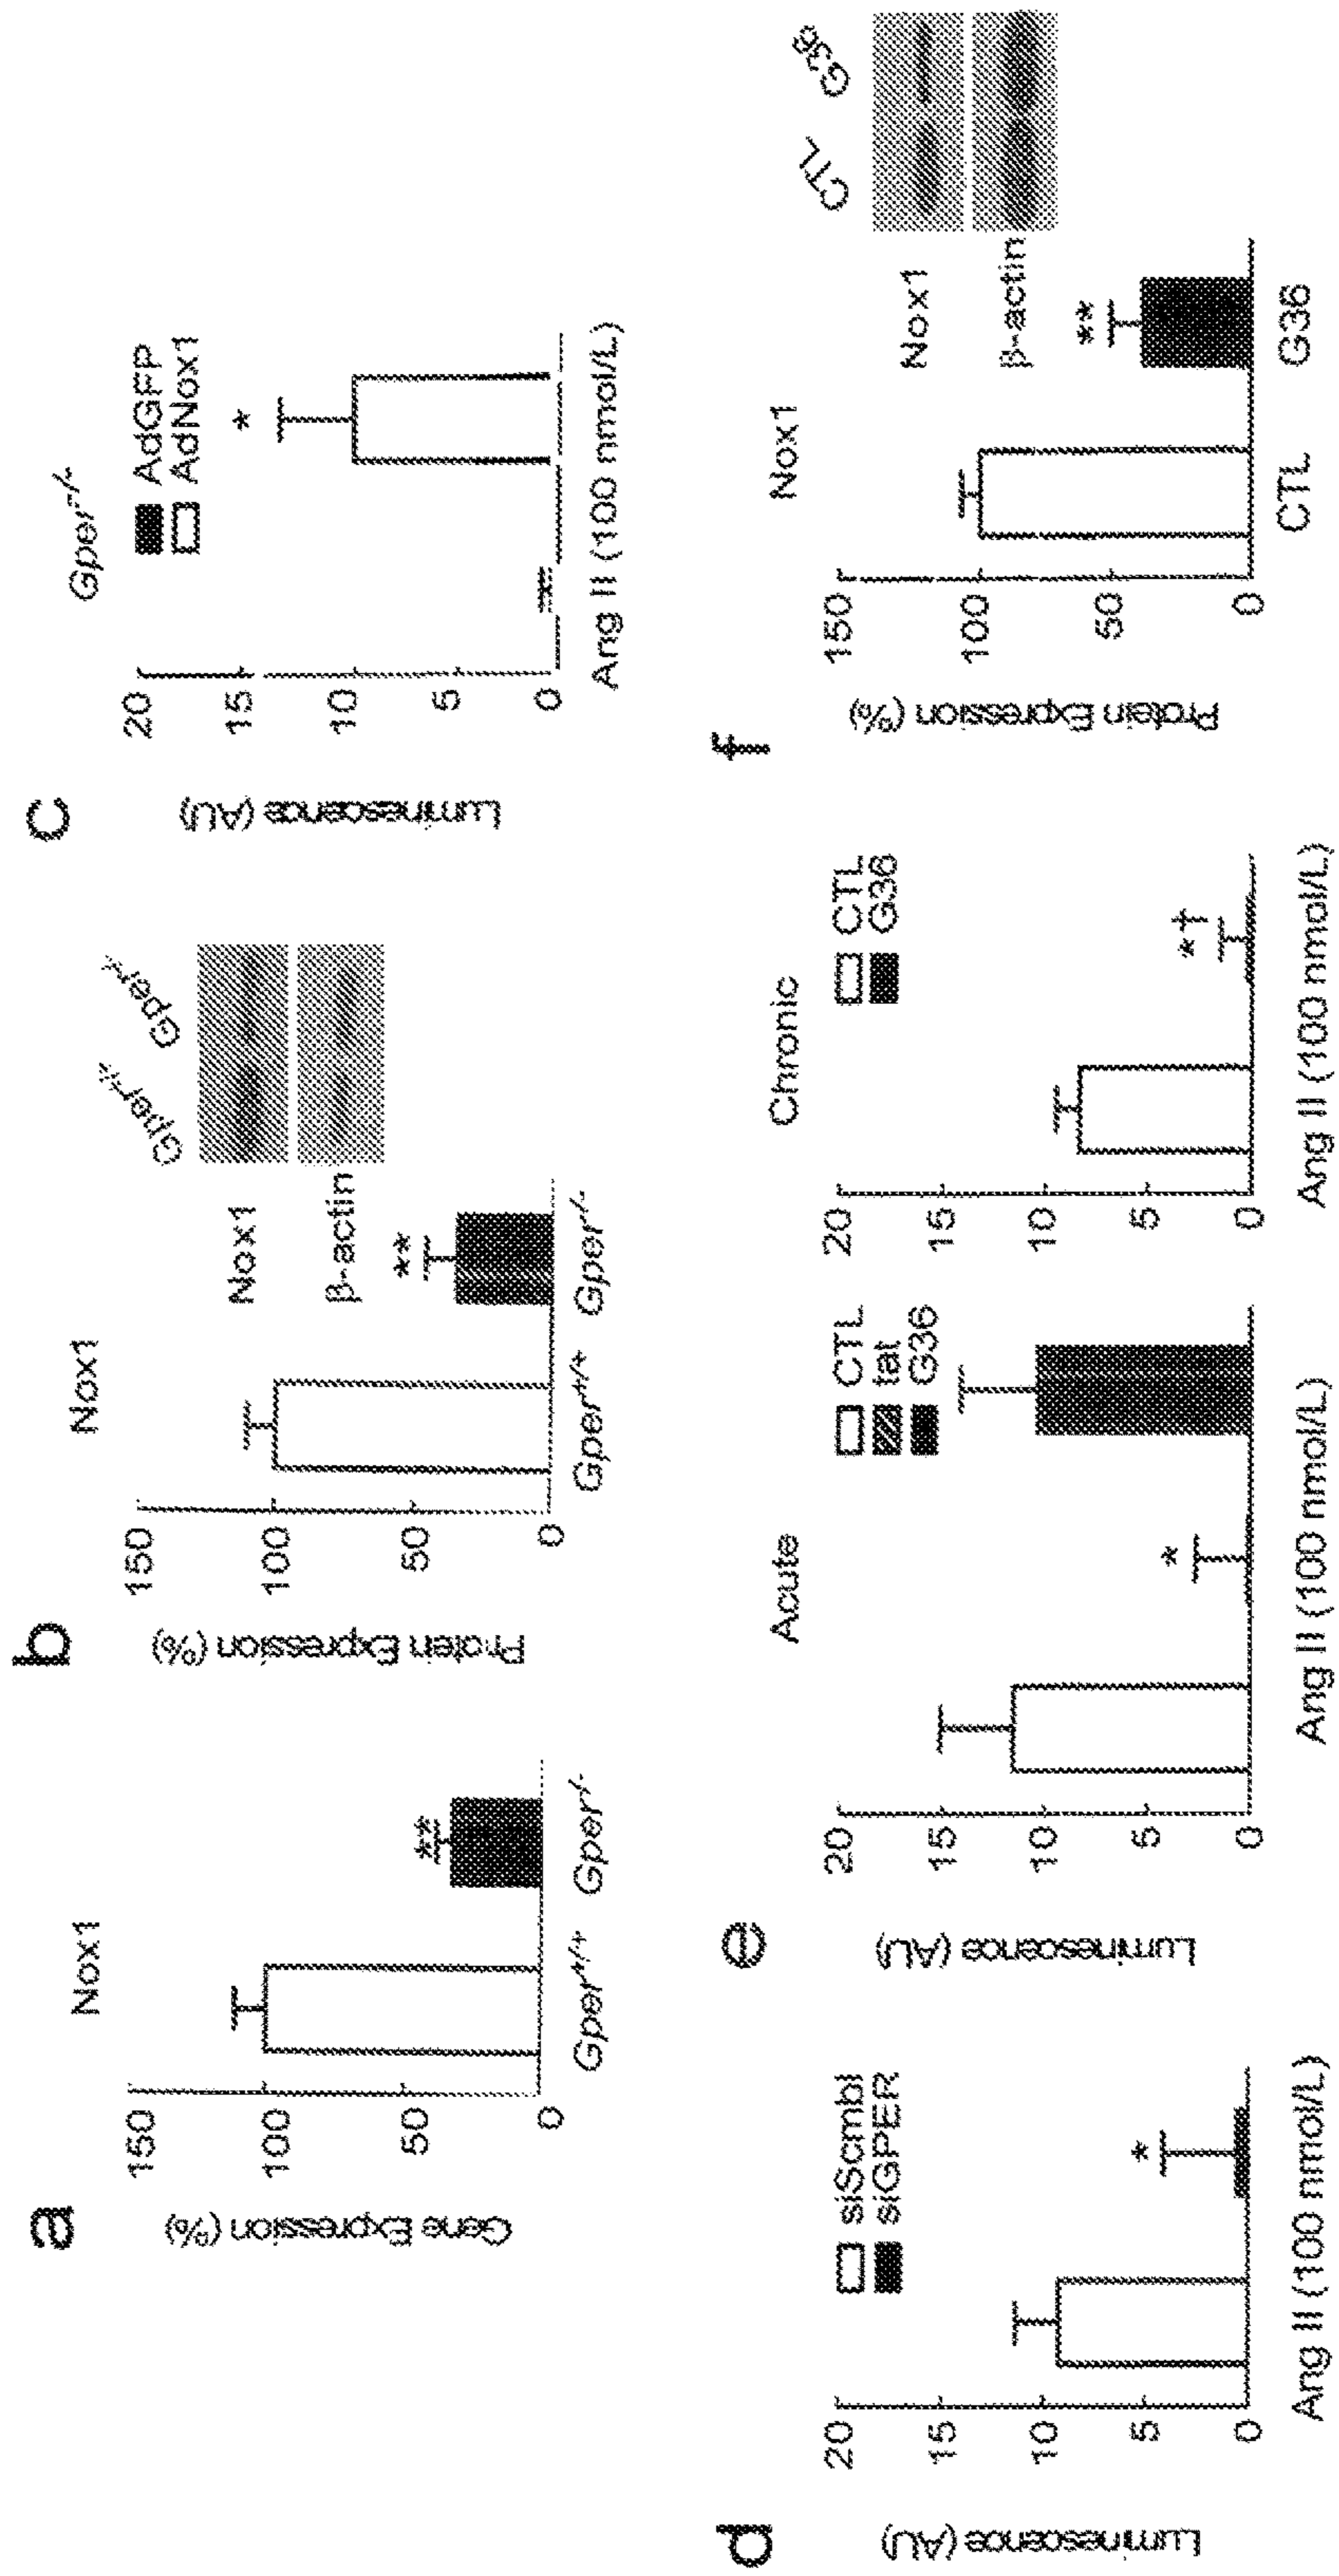 a
Nox1
Gene Expression (%)
150
100
50
0
**
Gper+/+
Gper-/-
b
Nox1
Protein Expression (%)
150
100
50
0
**
Gper+/+
Gper-/-
Gper+/+
Gper-/-
Nox1
β-actin
c
Gper-/-
AdGFP
AdNox1
Luminescence (AU)
20
15
10
5
0
*
Ang II (100 nmol/L)
d
siScmbl
siGPER
Luminescence (AU)
20
15
10
5
0
*
Ang II (100 nmol/L)
e
Acute
CTL
tat
G36
Luminescence (AU)
20
15
10
5
0
*
Ang II (100 nmol/L)
Chronic
CTL
G36
20
15
10
5
0
*†
Ang II (100 nmol/L)
f
Nox1
Protein Expression (%)
150
100
50
0
**
CTL
G36
CTL
G36
Nox1
β-actin